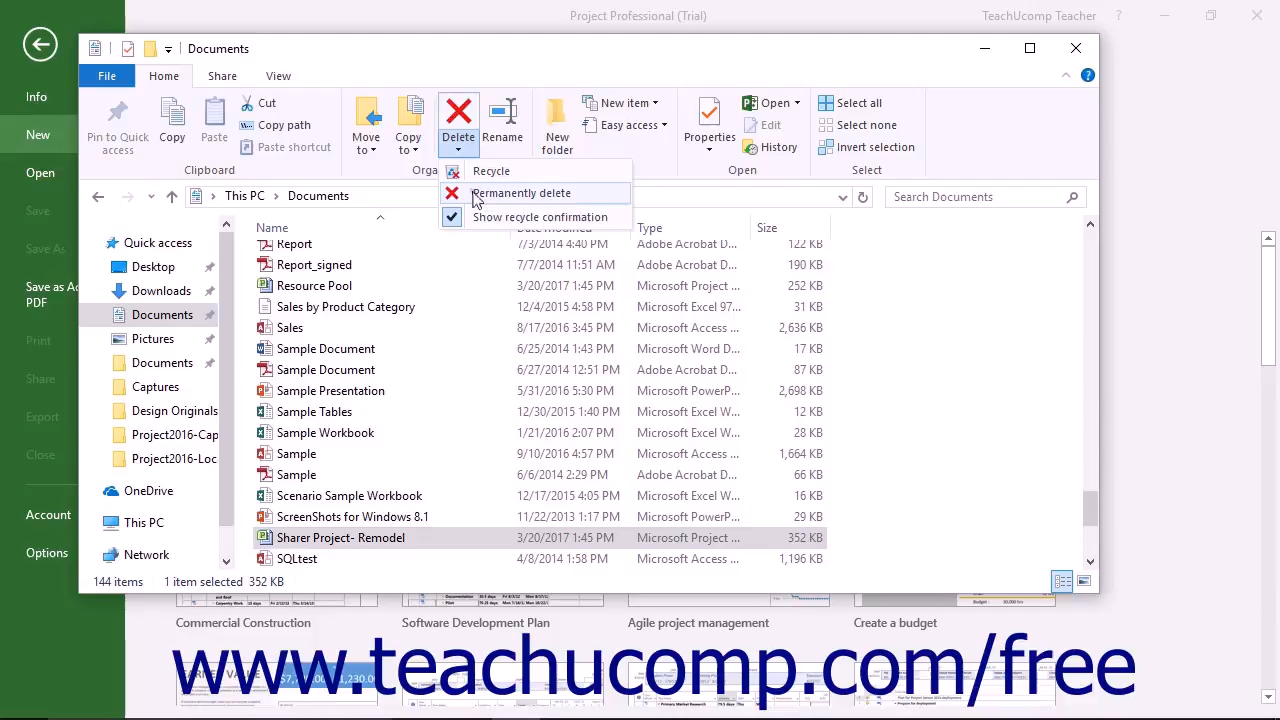 Project Professional (Trial) TeachUcomp Teacher ?
Documents
File Home Share View
Info
New
Open
Save
Save As
Print
Share
Export
Close
Account
Options
Pin to Quick access
Copy
Paste
Cut
Copy path
Paste shortcut
Move to
Copy to
Delete
Rename
New folder
New item
Easy access
Properties
Open
Edit
History
Select all
Select none
Invert selection
Clipboard Open Select
Recycle
Permanently delete
recycle confirmation
This PC > Documents
Search Documents
Quick access
Desktop
Downloads
Documents
Pictures
Documents
Captures
Design Originals
Project2016-Cap
Project2016-Loc
OneDrive
This PC
Network
Name Date modified Type Size
Report 7/3/2014 4:40 PM Adobe Acrobat D... 122 KB
Report_signed 7/7/2014 11:51 AM Adobe Acrobat D... 190 KB
Resource Pool 3/20/2017 1:45 PM Microsoft Project ... 252 KB
Sales by Product Category 12/4/2015 4:58 PM Microsoft Excel 97... 31 KB
Sales 8/17/2016 3:45 PM Microsoft Access ... 2,636 KB
Sample Document 6/25/2014 1:43 PM Microsoft Word D... 17 KB
Sample Document 6/27/2014 12:51 PM Adobe Acrobat D... 87 KB
Sample Presentation 5/31/2016 5:30 PM Microsoft PowerP... 2,698 KB
Sample Tables 12/30/2015 1:40 PM Microsoft Excel W... 12 KB
Sample Workbook 1/21/2016 2:07 PM Microsoft Excel W... 28 KB
Sample 9/10/2016 4:57 PM Microsoft Access ... 1,664 KB
Sample 6/6/2014 2:29 PM Adobe Acrobat D... 66 KB
Scenario Sample Workbook 12/17/2015 4:05 PM Microsoft Excel W... 16 KB
ScreenShots for Windows 8.1 11/22/2013 1:17 PM Microsoft PowerP... 29 KB
Sharer Project- Remodel 3/20/2017 1:45 PM Microsoft Project ... 352 KB
SQLtest 4/8/2014 1:58 PM Microsoft Access ... 1,196 KB
144 items 1 item selected 352 KB
Commercial Construction Software Development Plan Agile project management Create a budget
www.teachucomp.com/free